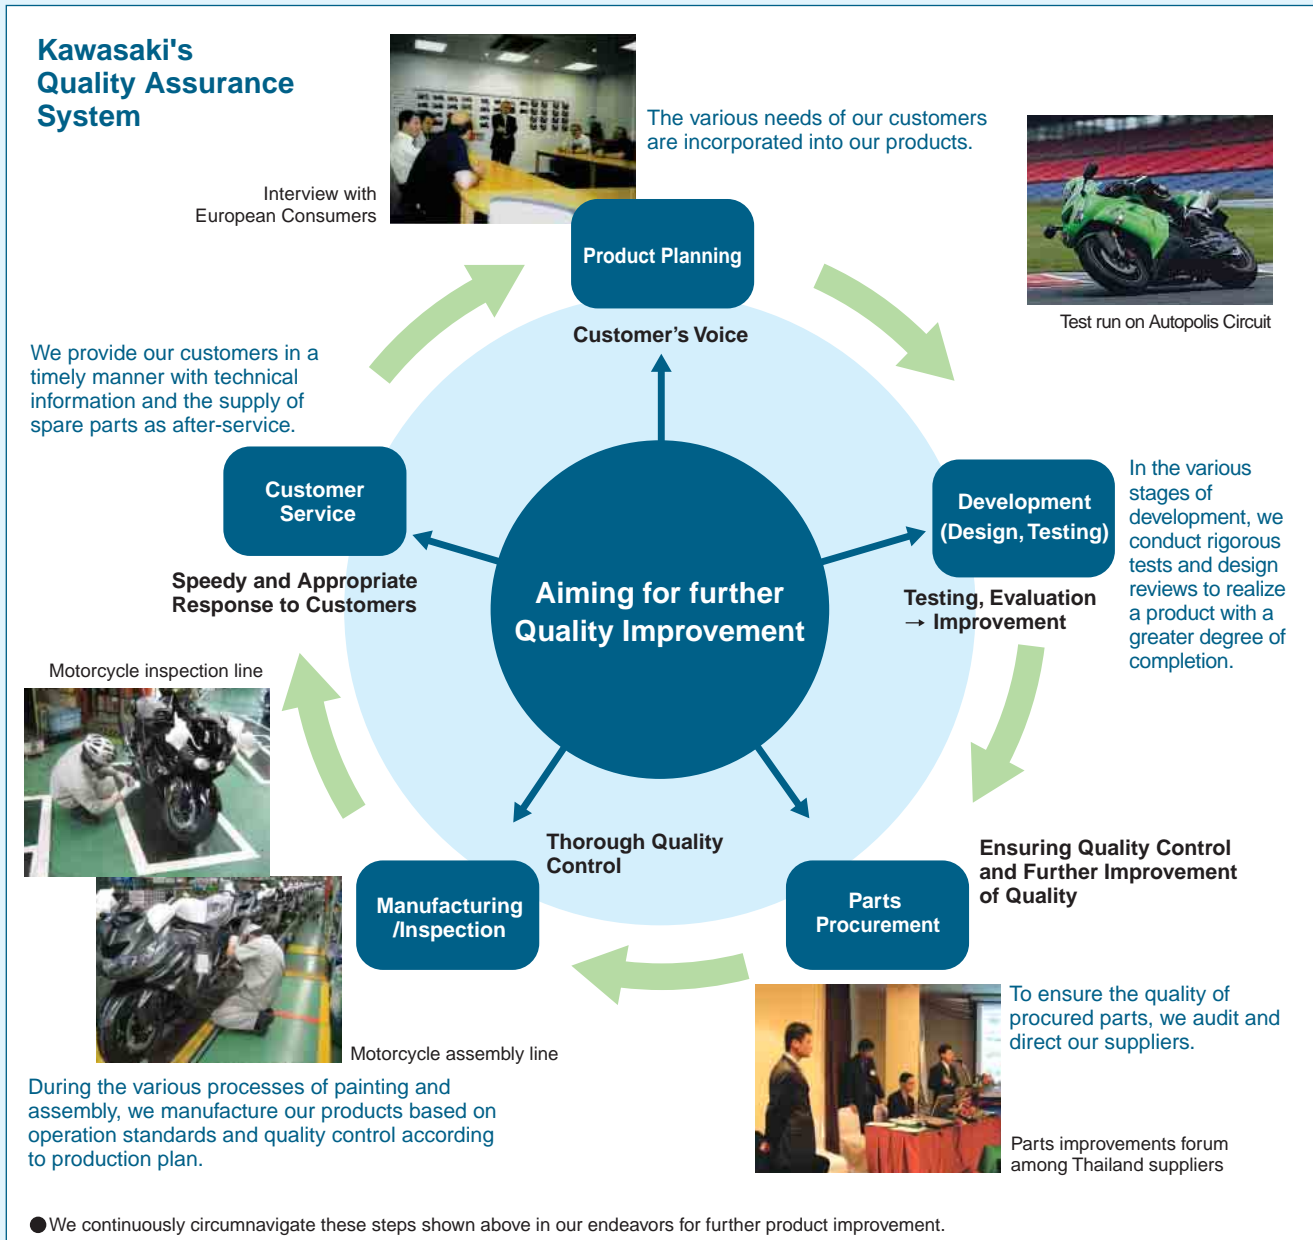 Kawasaki's
Quality Assurance
System
Interview with
European Consumers
The various needs of our customers
are incorporated into our products.
Test run on Autopolis Circuit
Product Planning
Customer's Voice
We provide our customers in a
timely manner with technical
information and the supply of
spare parts as after-service.
Customer
Service
Speedy and Appropriate
Response to Customers
Development
(Design, Testing)
Testing, Evaluation
→ Improvement
In the various
stages of
development, we
conduct rigorous
tests and design
reviews to realize
a product with a
greater degree of
completion.
Aiming for further
Quality Improvement
Motorcycle inspection line
Thorough Quality
Control
Manufacturing
/Inspection
Ensuring Quality Control
and Further Improvement
of Quality
Parts
Procurement
Motorcycle assembly line
During the various processes of painting and
assembly, we manufacture our products based on
operation standards and quality control according
to production plan.
To ensure the quality of
procured parts, we audit and
direct our suppliers.
Parts improvements forum
among Thailand suppliers
●We continuously circumnavigate these steps shown above in our endeavors for further product improvement.